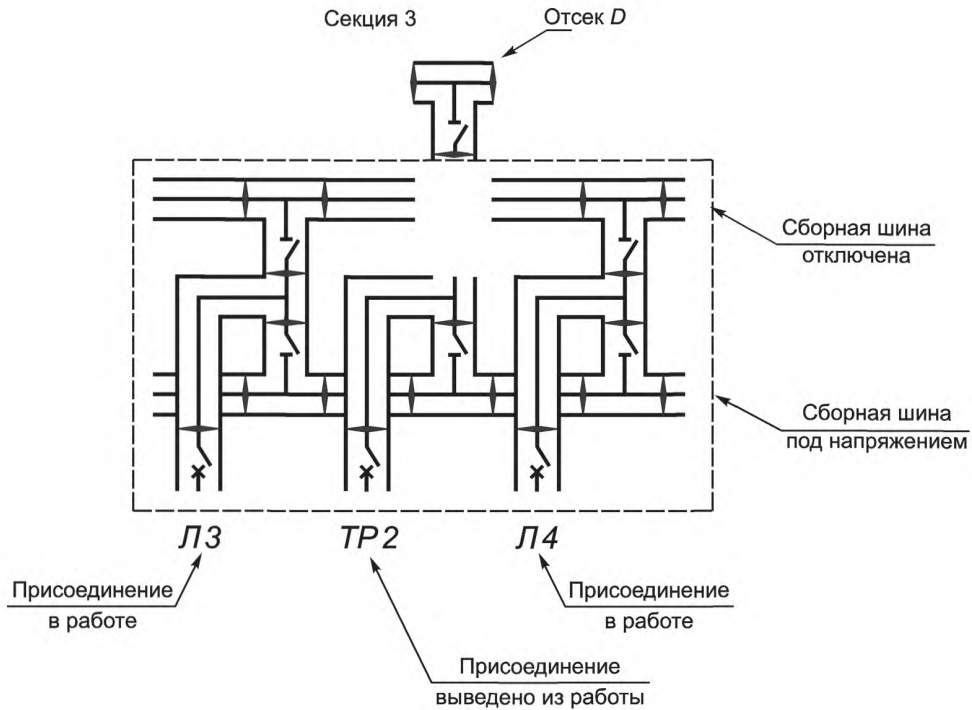 Секция 3
Отсек D
Сборная шина
отключена
Сборная шина
под напряжением
Л3
ТР2
Л4
Присоединение
в работе
Присоединение
в работе
Присоединение
выведено из работы